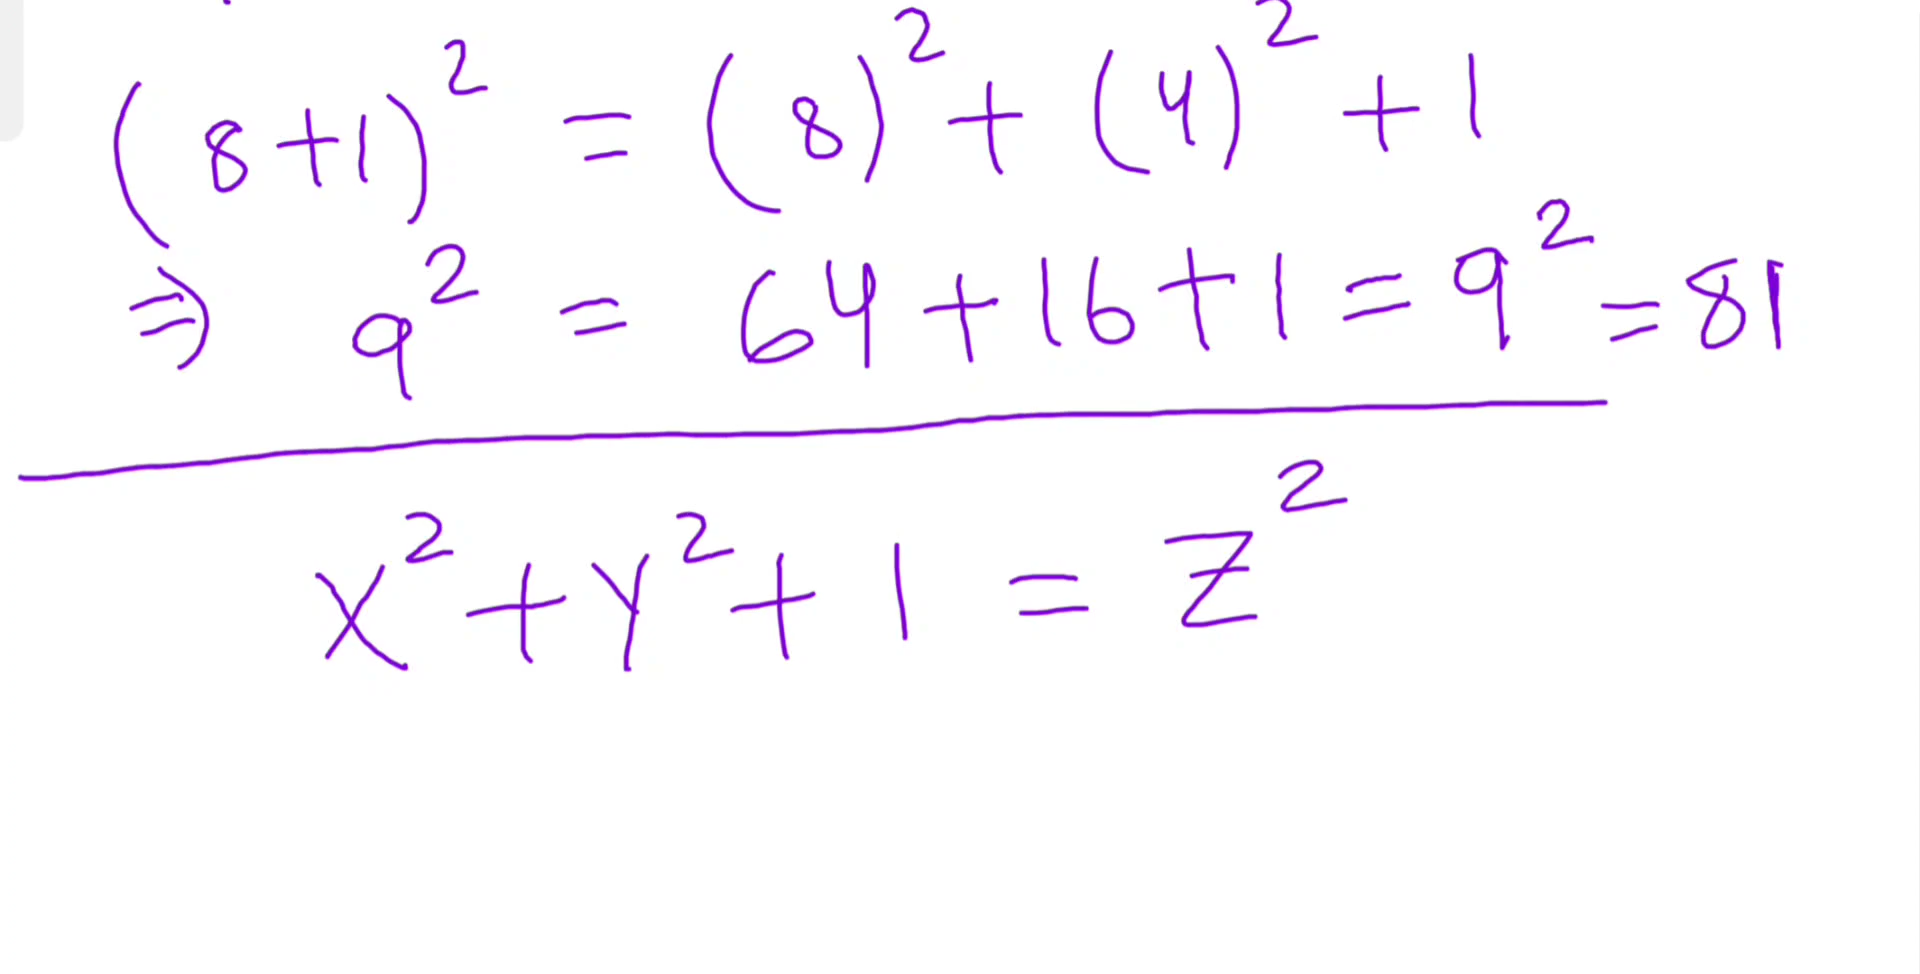 (8+1)² = (8)² + (4)² + 1
⇒ 9² = 64+16+1 = 9² = 81
x² + y² + 1 = z²